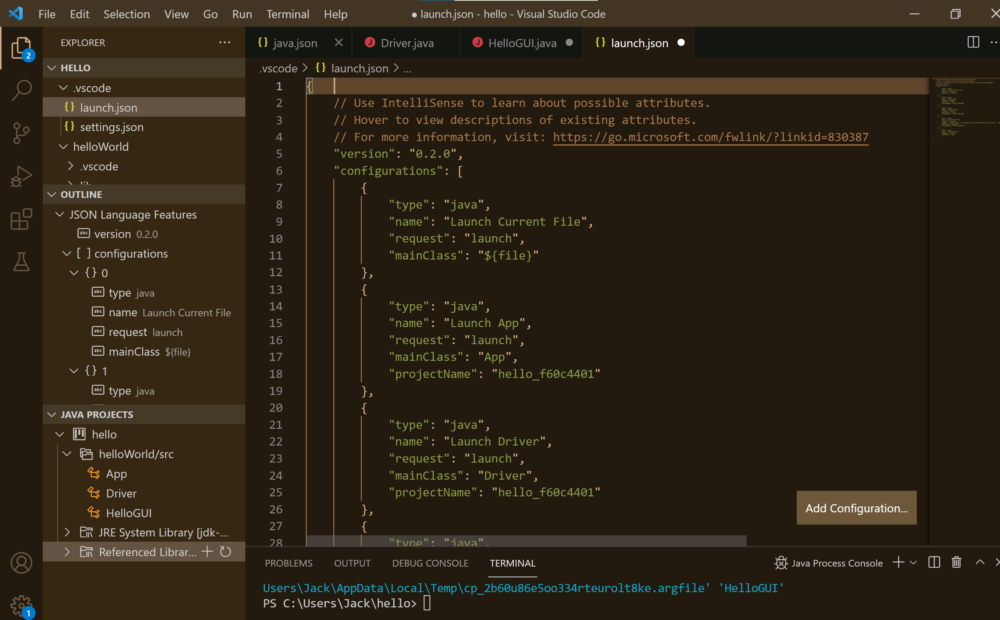 File Edit Selection View Go Run Terminal Help
● launch.json - hello - Visual Studio Code
EXPLORER
2
HELLO
.vscode
launch.json
settings.json
helloWorld
.vscode
lib
OUTLINE
JSON Language Features
version 0.2.0
[ ] configurations
{} 0
type java
name Launch Current File
request launch
mainClass ${file}
{} 1
type java
JAVA PROJECTS
hello
helloWorld/src
App
Driver
HelloGUI
JRE System Library [jdk-...
Referenced Librar...
1
java.json
Driver.java
HelloGUI.java
launch.json
.vscode > {} launch.json > ...
1 {
2 // Use IntelliSense to learn about possible attributes.
3 // Hover to view descriptions of existing attributes.
4 // For more information, visit: https://go.microsoft.com/fwlink/?linkid=830387
5 "version": "0.2.0",
6 "configurations": [
7 {
8 "type": "java",
9 "name": "Launch Current File",
10 "request": "launch",
11 "mainClass": "${file}"
12 },
13 {
14 "type": "java",
15 "name": "Launch App",
16 "request": "launch",
17 "mainClass": "App",
18 "projectName": "hello_f60c4401"
19 },
20 {
21 "type": "java",
22 "name": "Launch Driver",
23 "request": "launch",
24 "mainClass": "Driver",
25 "projectName": "hello_f60c4401"
26 },
27 {
28 "type": "java",
Add Configuration...
PROBLEMS OUTPUT DEBUG CONSOLE TERMINAL
Java Process Console
Users\Jack\AppData\Local\Temp\cp_2b60u86e5oo334rteurolt8ke.argfile' 'HelloGUI'
PS C:\Users\Jack\hello>